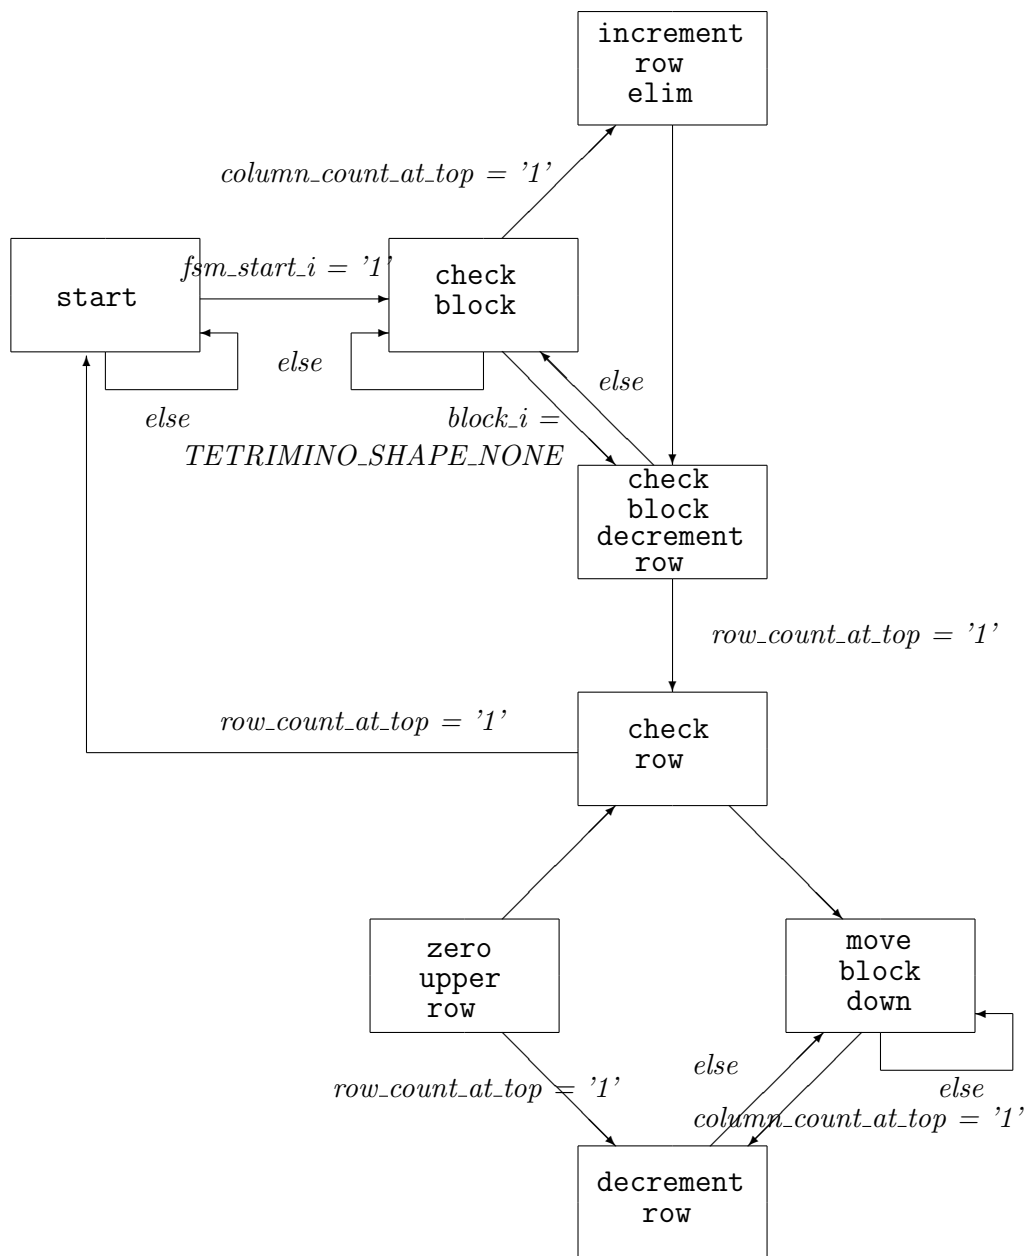 increment
row
elim
column_count_at_top = '1'
fsm_start_i = '1'
start
check
block
else
else
else
block_i =
TETRIMINO_SHAPE_NONE
check
block
decrement
row
row_count_at_top = '1'
row_count_at_top = '1'
check
row
zero
upper
row
move
block
down
else
row_count_at_top = '1'
else
column_count_at_top = '1'
decrement
row